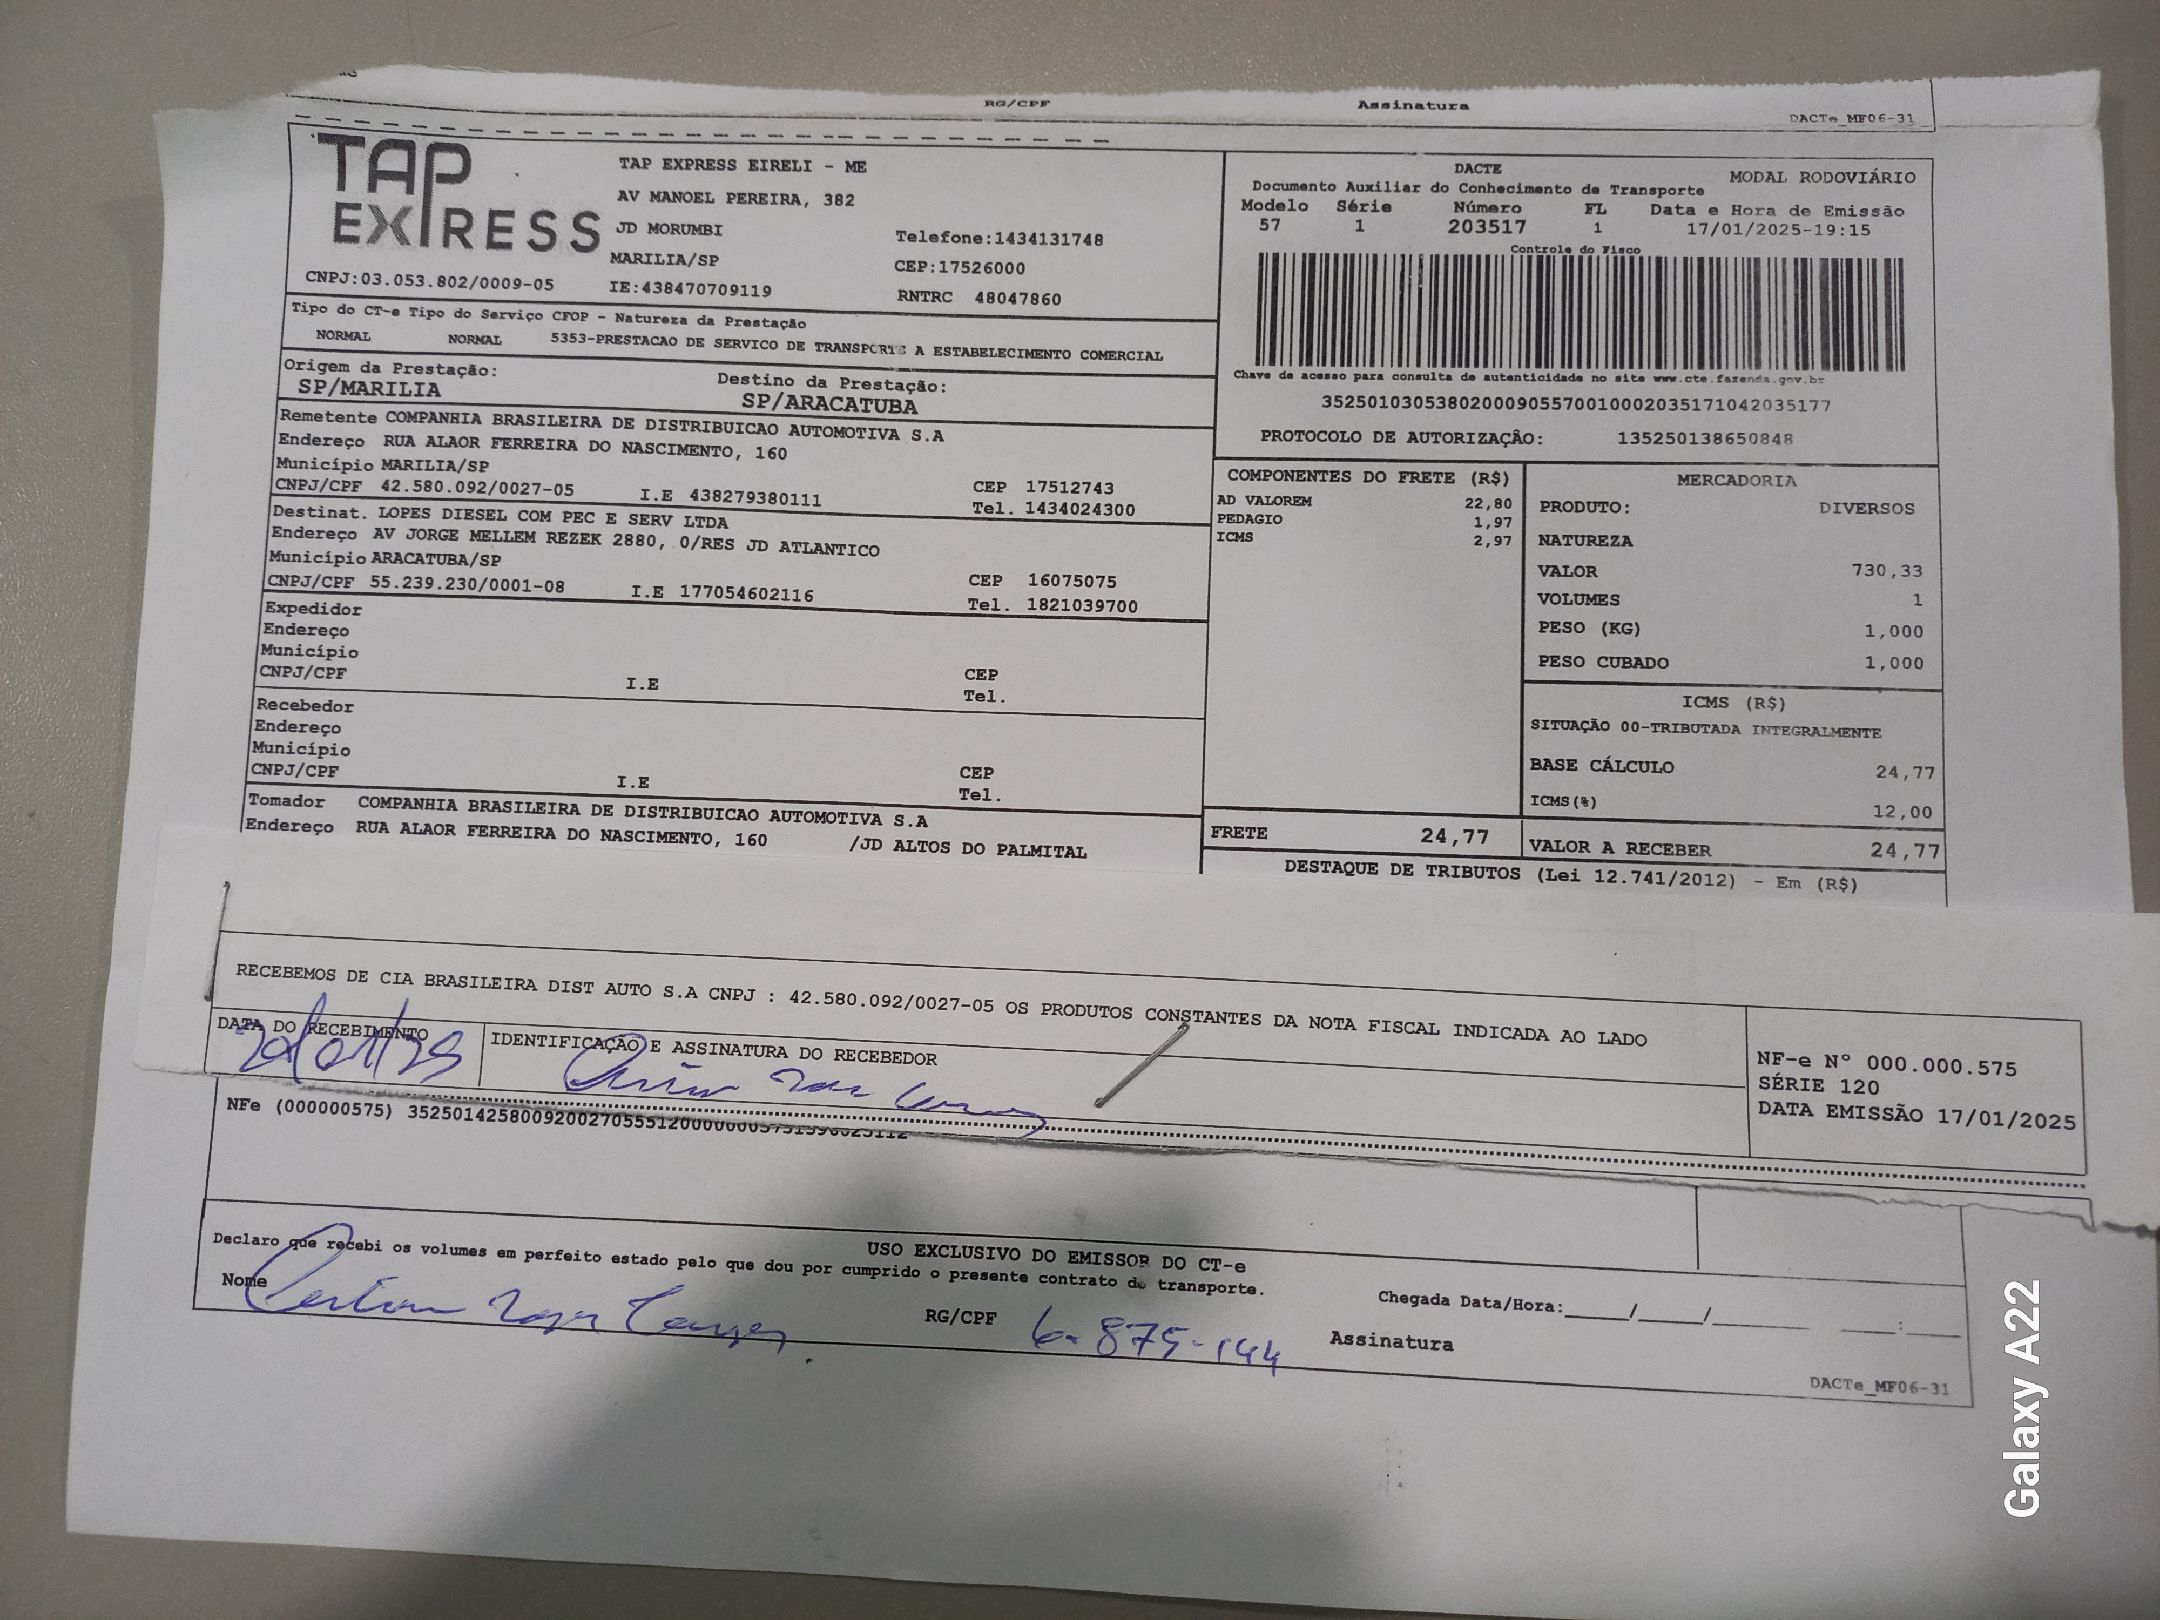 RG/CPF Assinatura
DACTe_MF06-31
TAP EXPRESS
TAP EXPRESS EIRELI - ME
AV MANOEL PEREIRA, 382
JD MORUMBI Telefone:1434131748
MARILIA/SP CEP:17526000
CNPJ:03.053.802/0009-05 IE:438470709119 RNTRC 48047860
DACTE MODAL RODOVIÁRIO
Documento Auxiliar do Conhecimento de Transporte
Modelo Série Número FL Data e Hora de Emissão
57 1 203517 1 17/01/2025-19:15
Controle do Fisco
Chave de acesso para consulta de autenticidade no site www.cte.fazenda.gov.br
35250103053802000905570010002035171042035177
PROTOCOLO DE AUTORIZAÇÃO: 135250138650848
Tipo do CT-e Tipo do Serviço CFOP - Natureza da Prestação
NORMAL NORMAL 5353-PRESTACAO DE SERVICO DE TRANSPORTE A ESTABELECIMENTO COMERCIAL
Origem da Prestação: Destino da Prestação:
SP/MARILIA SP/ARACATUBA
Remetente COMPANHIA BRASILEIRA DE DISTRIBUICAO AUTOMOTIVA S.A
Endereço RUA ALAOR FERREIRA DO NASCIMENTO, 160
Município MARILIA/SP CEP 17512743
CNPJ/CPF 42.580.092/0027-05 I.E 438279380111 Tel. 1434024300
Destinat. LOPES DIESEL COM PEC E SERV LTDA
Endereço AV JORGE MELLEM REZEK 2880, 0/RES JD ATLANTICO
Município ARACATUBA/SP CEP 16075075
CNPJ/CPF 55.239.230/0001-08 I.E 177054602116 Tel. 1821039700
Expedidor
Endereço
Município CEP
CNPJ/CPF I.E Tel.
Recebedor
Endereço
Município CEP
CNPJ/CPF I.E Tel.
Tomador COMPANHIA BRASILEIRA DE DISTRIBUICAO AUTOMOTIVA S.A
Endereço RUA ALAOR FERREIRA DO NASCIMENTO, 160 /JD ALTOS DO PALMITAL
COMPONENTES DO FRETE (R$)
AD VALOREM 22,80
PEDAGIO 1,97
ICMS 2,97
MERCADORIA
PRODUTO: DIVERSOS
NATUREZA
VALOR 730,33
VOLUMES 1
PESO (KG) 1,000
PESO CUBADO 1,000
ICMS (R$)
SITUAÇÃO 00-TRIBUTADA INTEGRALMENTE
BASE CÁLCULO 24,77
ICMS(%) 12,00
FRETE 24,77 VALOR A RECEBER 24,77
DESTAQUE DE TRIBUTOS (Lei 12.741/2012) - Em (R$)
RECEBEMOS DE CIA BRASILEIRA DIST AUTO S.A CNPJ : 42.580.092/0027-05 OS PRODUTOS CONSTANTES DA NOTA FISCAL INDICADA AO LADO
DATA DO RECEBIMENTO IDENTIFICAÇÃO E ASSINATURA DO RECEBEDOR
20/01/25
NF-e N° 000.000.575
SÉRIE 120
DATA EMISSÃO 17/01/2025
NFe (000000575)
USO EXCLUSIVO DO EMISSOR DO CT-e
Declaro que recebi os volumes em perfeito estado pelo que dou por cumprido o presente contrato de transporte.
Nome RG/CPF 6.875-144 Chegada Data/Hora:_____/_____/_________ _____:_____
Assinatura
DACTe_MF06-31
Galaxy A22